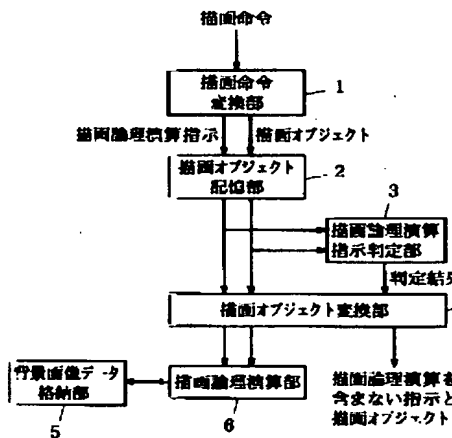 描画命令
描画命令
変換部
1
描画論理演算指示
描画オブジェクト
描画オブジェクト
記憶部
2
3
描画論理演算
指示判定部
判定結果
描画オブジェクト変換部
背景画像データ
格納部
5
描画論理演算部
6
描画論理演算を
含まない指示と
描画オブジェクト